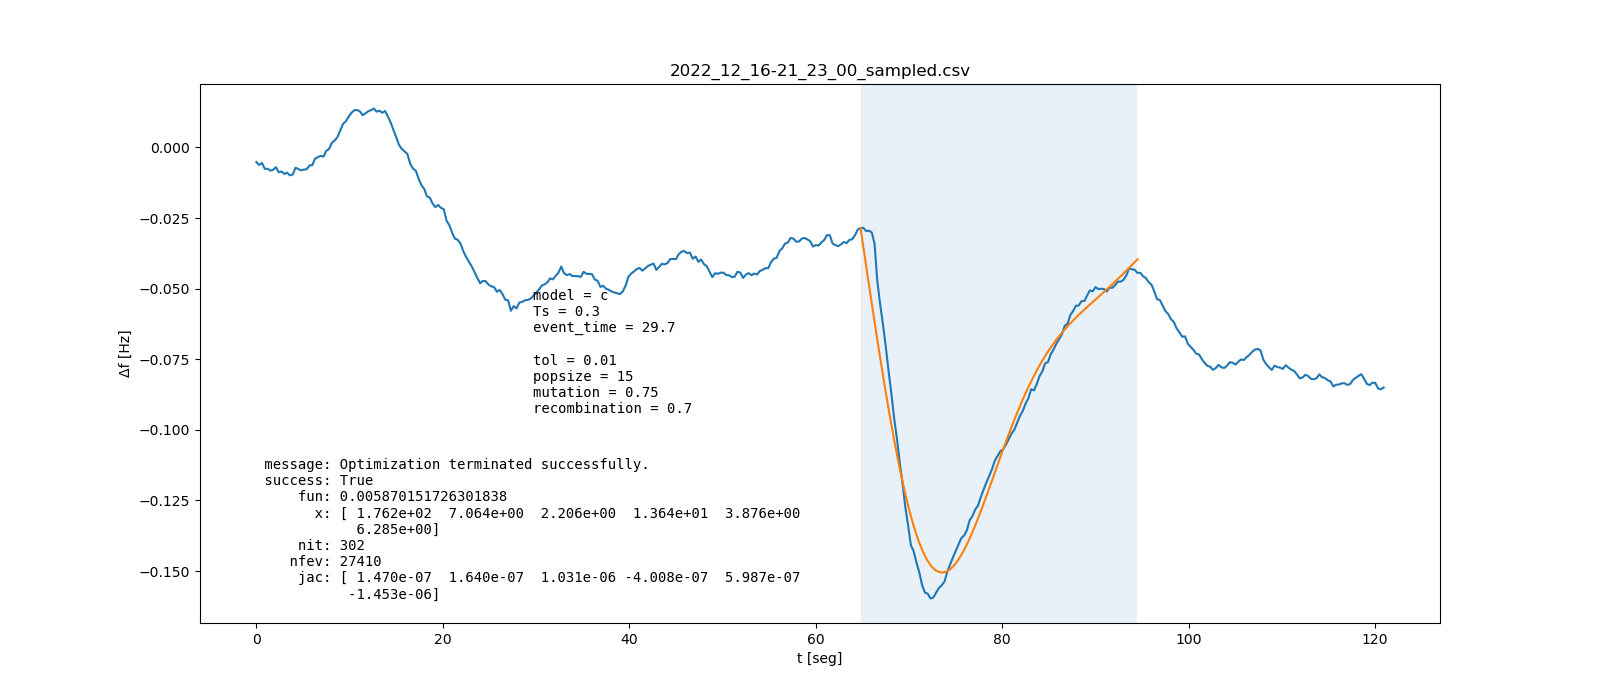 2022_12_16-21_23_00_sampled.csv
0.000
−0.025
−0.050
−0.075
−0.100
−0.125
−0.150
Δf [Hz]
model = c
Ts = 0.3
event_time = 29.7
tol = 0.01
popsize = 15
mutation = 0.75
recombination = 0.7
message: Optimization terminated successfully.
success: True
fun: 0.005870151726301838
x: [ 1.762e+02  7.064e+00  2.206e+00  1.364e+01  3.876e+00
6.285e+00]
nit: 302
nfev: 27410
jac: [ 1.470e-07  1.640e-07  1.031e-06 -4.008e-07  5.987e-07
-1.453e-06]
0 20 40 60 80 100 120
t [seg]